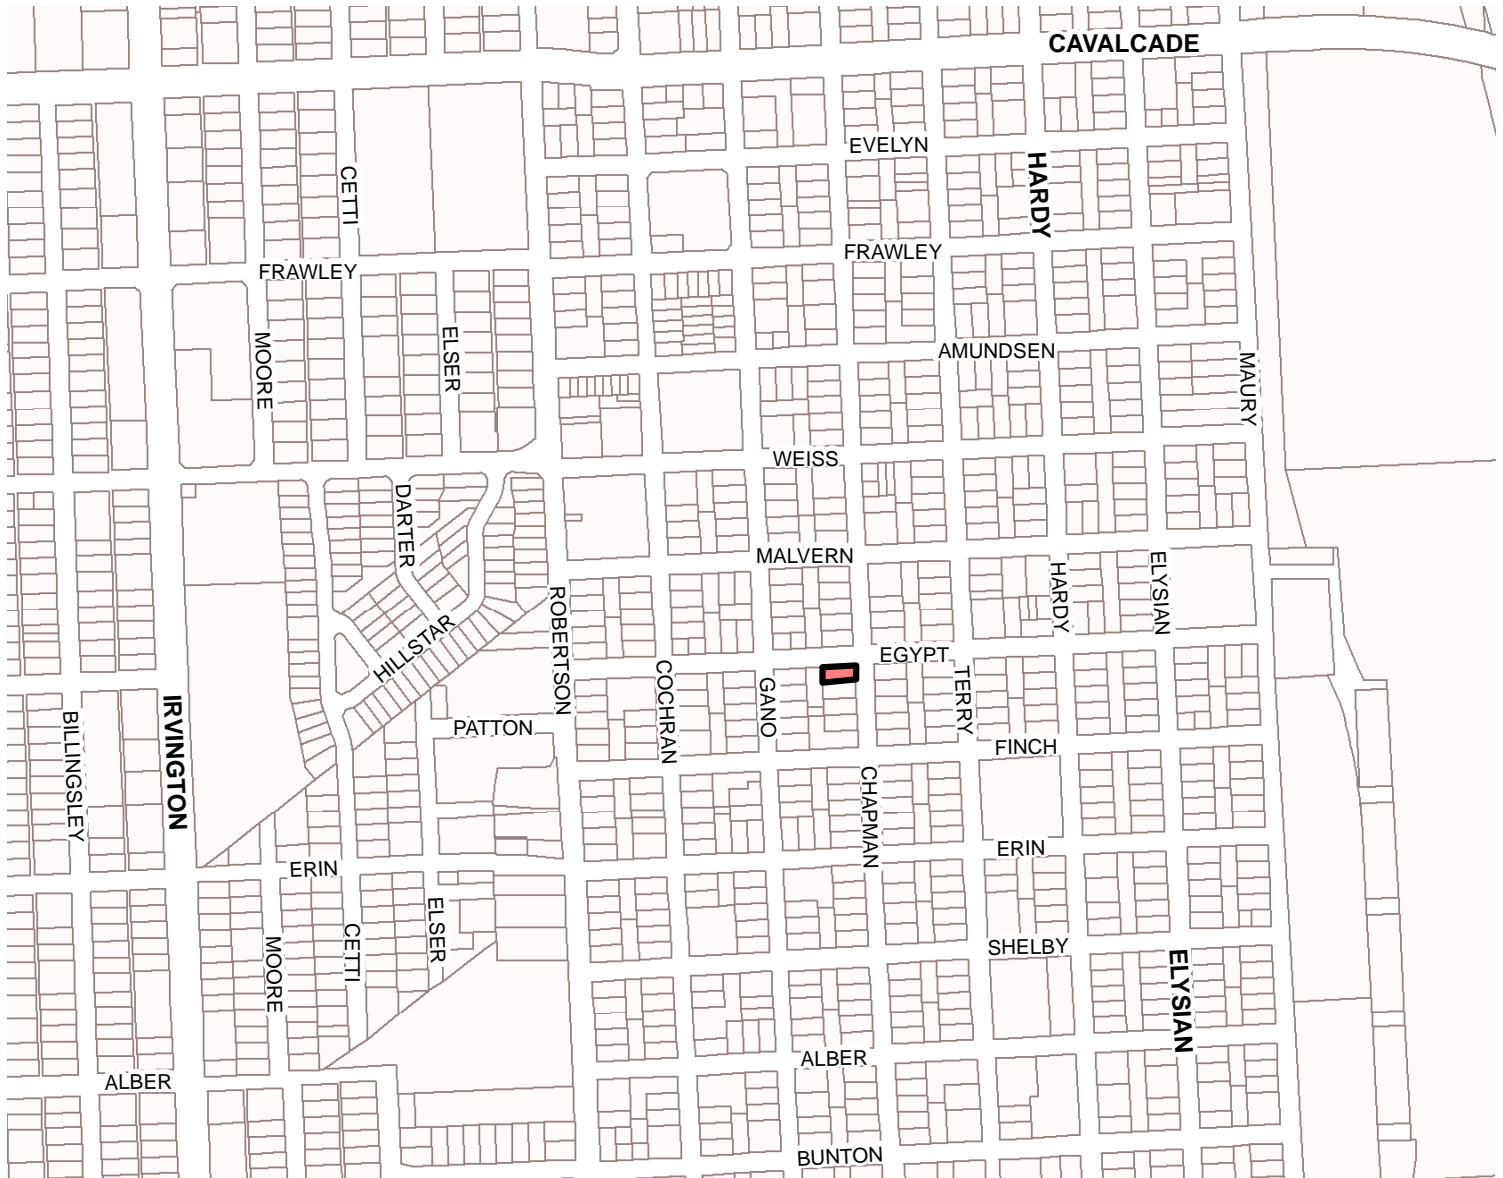 CAVALCADE
EVELYN
HARDY
CETTI
FRAWLEY
FRAWLEY
MOORE
ELSER
AMUNDSEN
MAURY
WEISS
DARTER
MALVERN
ELYSIAN
HARDY
ROBERTSON
HILLSTAR
EGYPT
COCHRAN
GANO
TERRY
IRVINGTON
BILLINGSLEY
PATTON
FINCH
CHAPMAN
ERIN
ERIN
ELSER
CETTI
MOORE
SHELBY
ELYSIAN
ALBER
ALBER
BUNTON